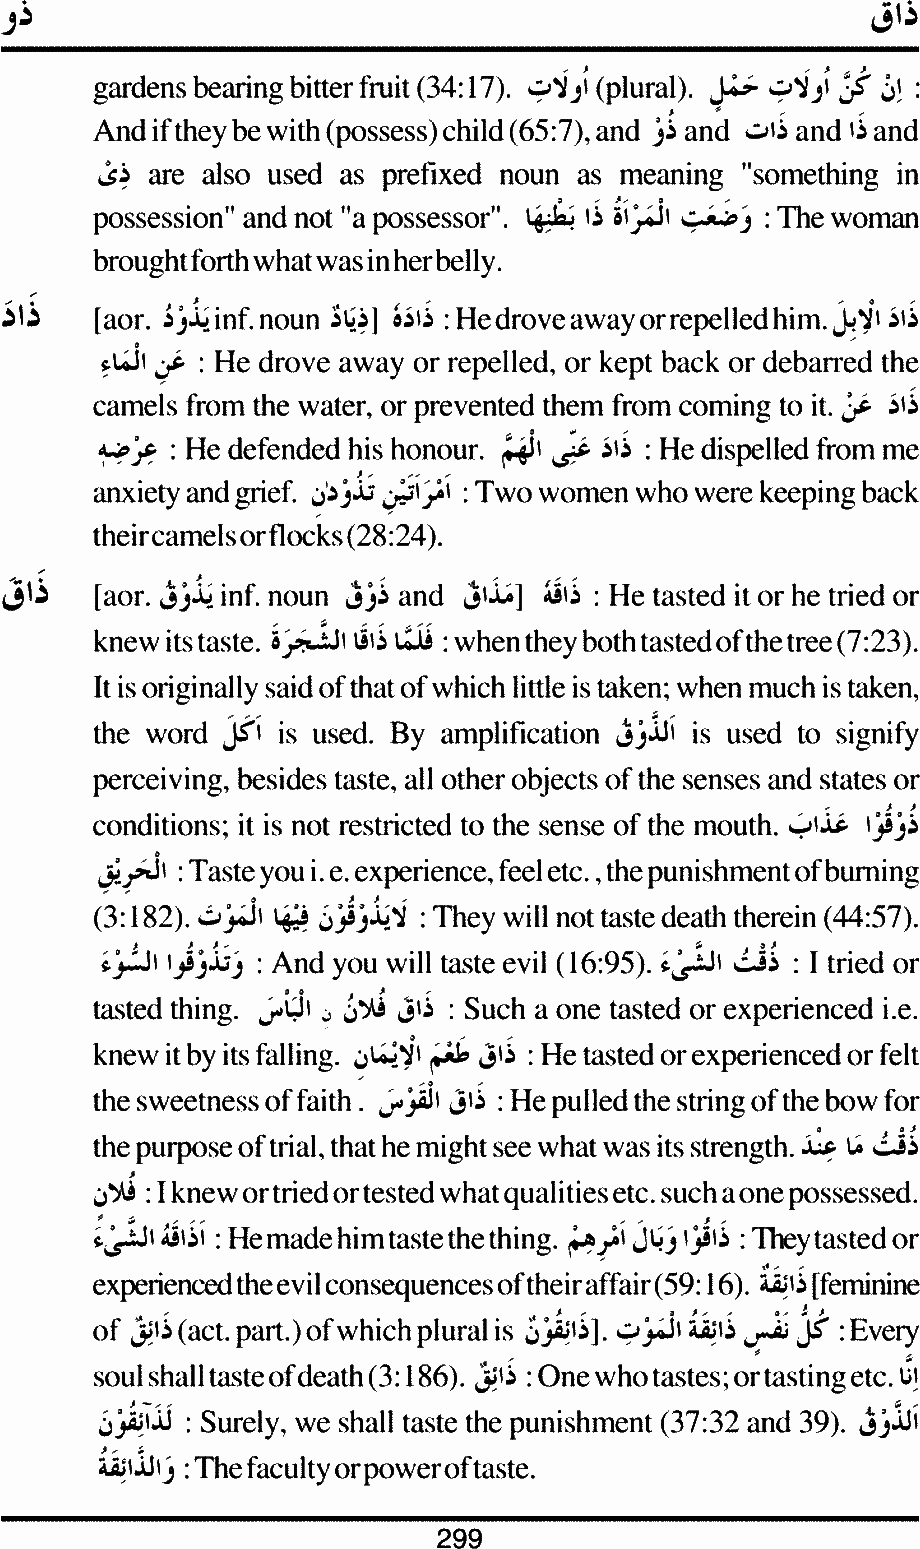 ذُو ذَاقَ
gardens bearing bitter fruit (34:17). أُولَاتِ (plural). اِنْ كُنَّ اُولَاتِ حَمْلٍ :
And if they be with (possess) child (65:7), and ذُوْ and ذَات and ذَا and
ذِىْ are also used as prefixed noun as meaning "something in
possession" and not "a possessor". وَضَعَتِ الْمَرْاَةُ ذَا بَطْنِهَا : The woman
brought forth what was in her belly.
ذَادَ [aor. يَذُوْدُ inf. noun ذِيَادٌ] ذَادَهٗ : He drove away or repelled him. ذَادَ الْاِبِلَ
عَنِ الْمَاءِ : He drove away or repelled, or kept back or debarred the
camels from the water, or prevented them from coming to it. ذَادَ عَنْ
عِرْضِهٖ : He defended his honour. ذَادَ عَنِّى الْهَمَّ : He dispelled from me
anxiety and grief. اَمْرَاَتَيْنِ تَذُوْدٰنِ : Two women who were keeping back
their camels or flocks (28:24).
ذَاقَ [aor. يَذُوْقُ inf. noun ذَوْقٌ and مَذَاقٌ] ذَاقَهٗ : He tasted it or he tried or
knew its taste. فَلَمَّا ذَاقَا الشَّجَرَةَ : when they both tasted of the tree (7:23).
It is originally said of that of which little is taken; when much is taken,
the word اَكَلَ is used. By amplification اَلذَّوْقُ is used to signify
perceiving, besides taste, all other objects of the senses and states or
conditions; it is not restricted to the sense of the mouth. ذُوْقُوْا عَذَابَ
الْحَرِيْقِ : Taste you i. e. experience, feel etc. , the punishment of burning
(3:182). لَايَذُوْقُوْنَ فِيْهَا الْمَوْتَ : They will not taste death therein (44:57).
وَتَذُوْقُوا السُّوْءَ : And you will taste evil (16:95). ذُقْتُ الشَّىْءَ : I tried or
tasted thing. ذَاقَ فُلَانُ نِ الْبَأْسَ : Such a one tasted or experienced i.e.
knew it by its falling. ذَاقَ طَعْمَ الْاِيْمَانِ : He tasted or experienced or felt
the sweetness of faith . ذَاقَ الْقَوْسَ : He pulled the string of the bow for
the purpose of trial, that he might see what was its strength. ذُقْتُ مَا عِنْدَ
فُلَانٍ : I knew or tried or tested what qualities etc. such a one possessed.
اَذَاقَهُ الشَّىْءَ : He made him taste the thing. ذَاقُوْا وَبَالَ اَمْرِهِمْ : They tasted or
experienced the evil consequences of their affair (59:16). ذَائِقَةٌ [feminine
of ذَائِقٌ (act. part.) of which plural is ذَائِقُوْنَ]. كُلُّ نَفْسٍ ذَائِقَةُ الْمَوْتِ : Every
soul shall taste of death (3:186). ذَائِقٌ : One who tastes; or tasting etc. اِنَّا
لَذَآئِقُوْنَ : Surely, we shall taste the punishment (37:32 and 39). اَلذَّوْقُ
وَالذَّائِقَةُ : The faculty or power of taste.
299